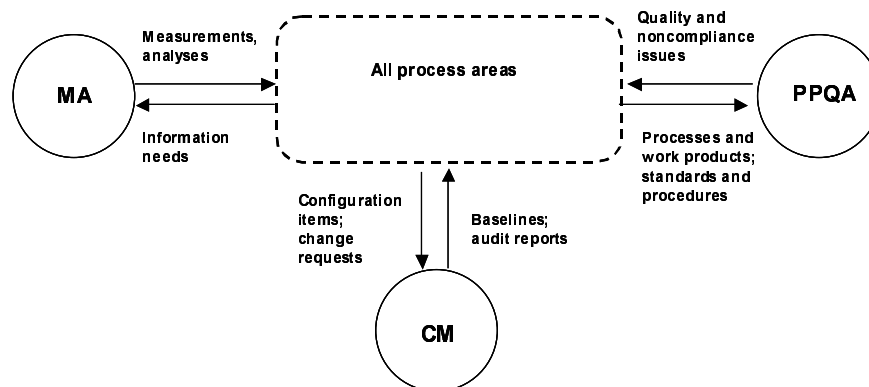 Measurements,
analyses
MA
Information
needs
All process areas
Quality and
noncompliance
issues
PPQA
Processes and
work products;
standards and
procedures
Configuration
items;
change
requests
Baselines;
audit reports
CM